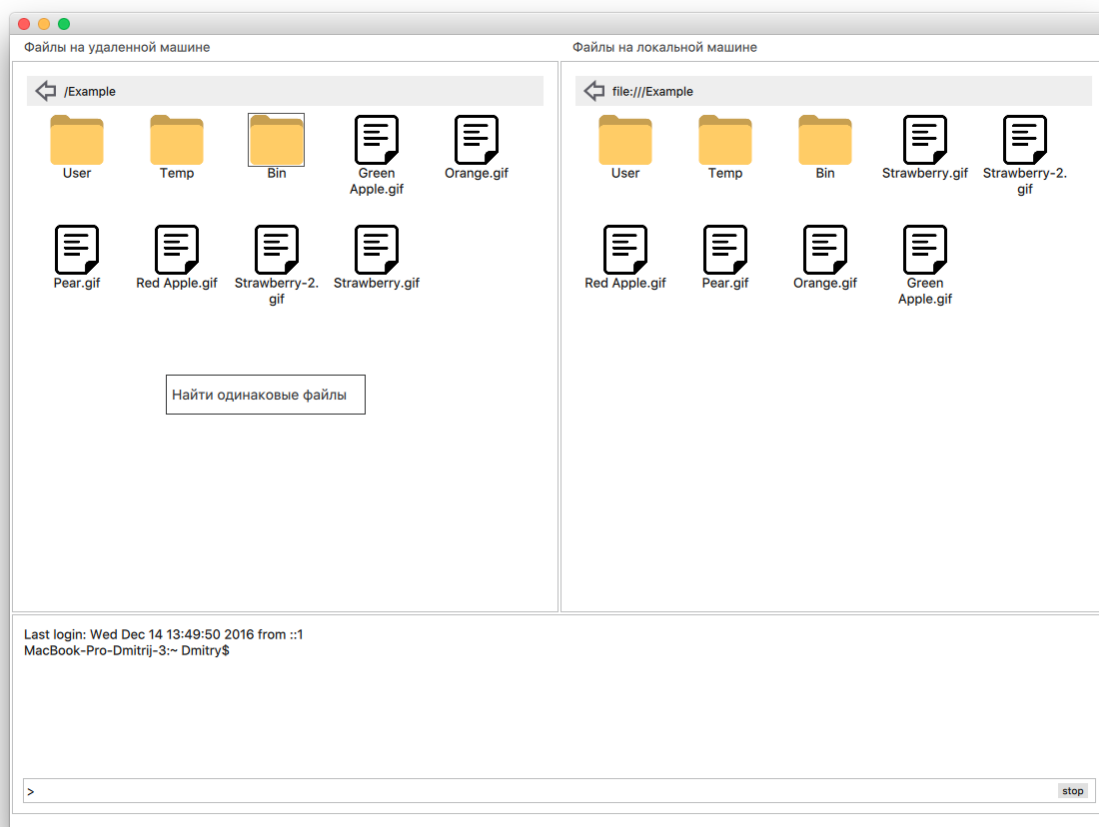 Файлы на удаленной машине
Файлы на локальной машине
/Example
file:///Example
User
Temp
Bin
Green
Apple.gif
Orange.gif
User
Temp
Bin
Strawberry.gif
Strawberry-2.
gif
Pear.gif
Red Apple.gif
Strawberry-2.
gif
Strawberry.gif
Red Apple.gif
Pear.gif
Orange.gif
Green
Apple.gif
Найти одинаковые файлы
Last login: Wed Dec 14 13:49:50 2016 from ::1
MacBook-Pro-Dmitrij-3:~ Dmitry$
>
stop